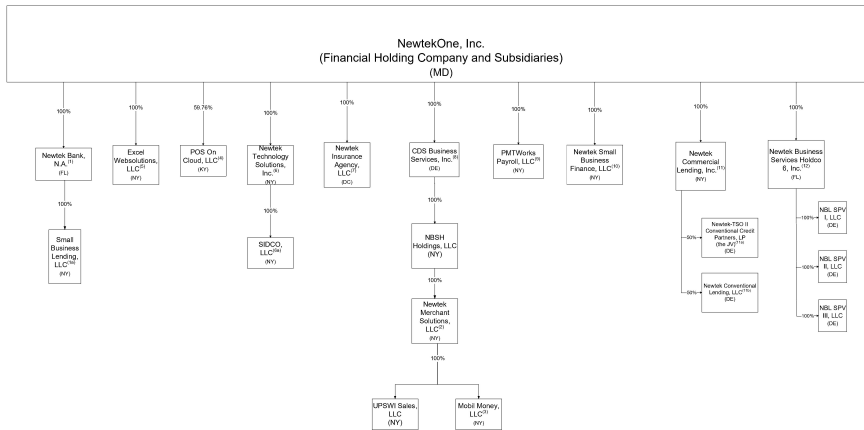 NewtekOne, Inc.
(Financial Holding Company and Subsidiaries)
(MD)
100%
100%
59.76%
100%
100%
100%
100%
100%
100%
100%
Newtek Bank,
N.A.(1)
(FL)
Excel
Websolutions,
LLC(5)
(NY)
POS On
Cloud, LLC(4)
(KY)
Newtek
Technology
Solutions,
Inc.(6)
(NY)
Newtek
Insurance
Agency,
LLC(7)
(DC)
CDS Business
Services, Inc.(8)
(DE)
PMTWorks
Payroll, LLC(9)
(NY)
Newtek Small
Business
Finance, LLC(10)
(NY)
Newtek
Commercial
Lending, Inc.(11)
(NY)
Newtek Business
Services Holdco
6, Inc.(12)
(FL)
100%
Small
Business
Lending,
LLC(1a)
(NY)
100%
SIDCO,
LLC(6a)
(NY)
100%
NBSH
Holdings, LLC
(NY)
100%
Newtek
Merchant
Solutions,
LLC(2)
(NY)
100%
UPSWI Sales,
LLC
(NY)
Mobil Money,
LLC(3)
(NY)
50%
Newtek-TSO II
Conventional Credit
Partners, LP
(the JV)(11a)
(DE)
50%
Newtek Conventional
Lending, LLC(11b)
(DE)
100%
NBL SPV
I, LLC
(DE)
100%
NBL SPV
II, LLC
(DE)
100%
NBL SPV
III, LLC
(DE)